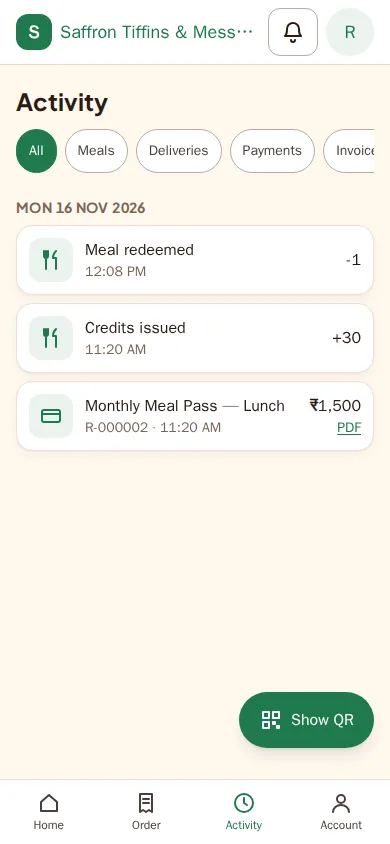 S Saffron Tiffins & Mess··· R
Activity
All Meals Deliveries Payments Invoice
MON 16 NOV 2026
Meal redeemed -1
12:08 PM
Credits issued +30
11:20 AM
Monthly Meal Pass — Lunch ₹1,500
R-000002 · 11:20 AM PDF
Show QR
Home Order Activity Account